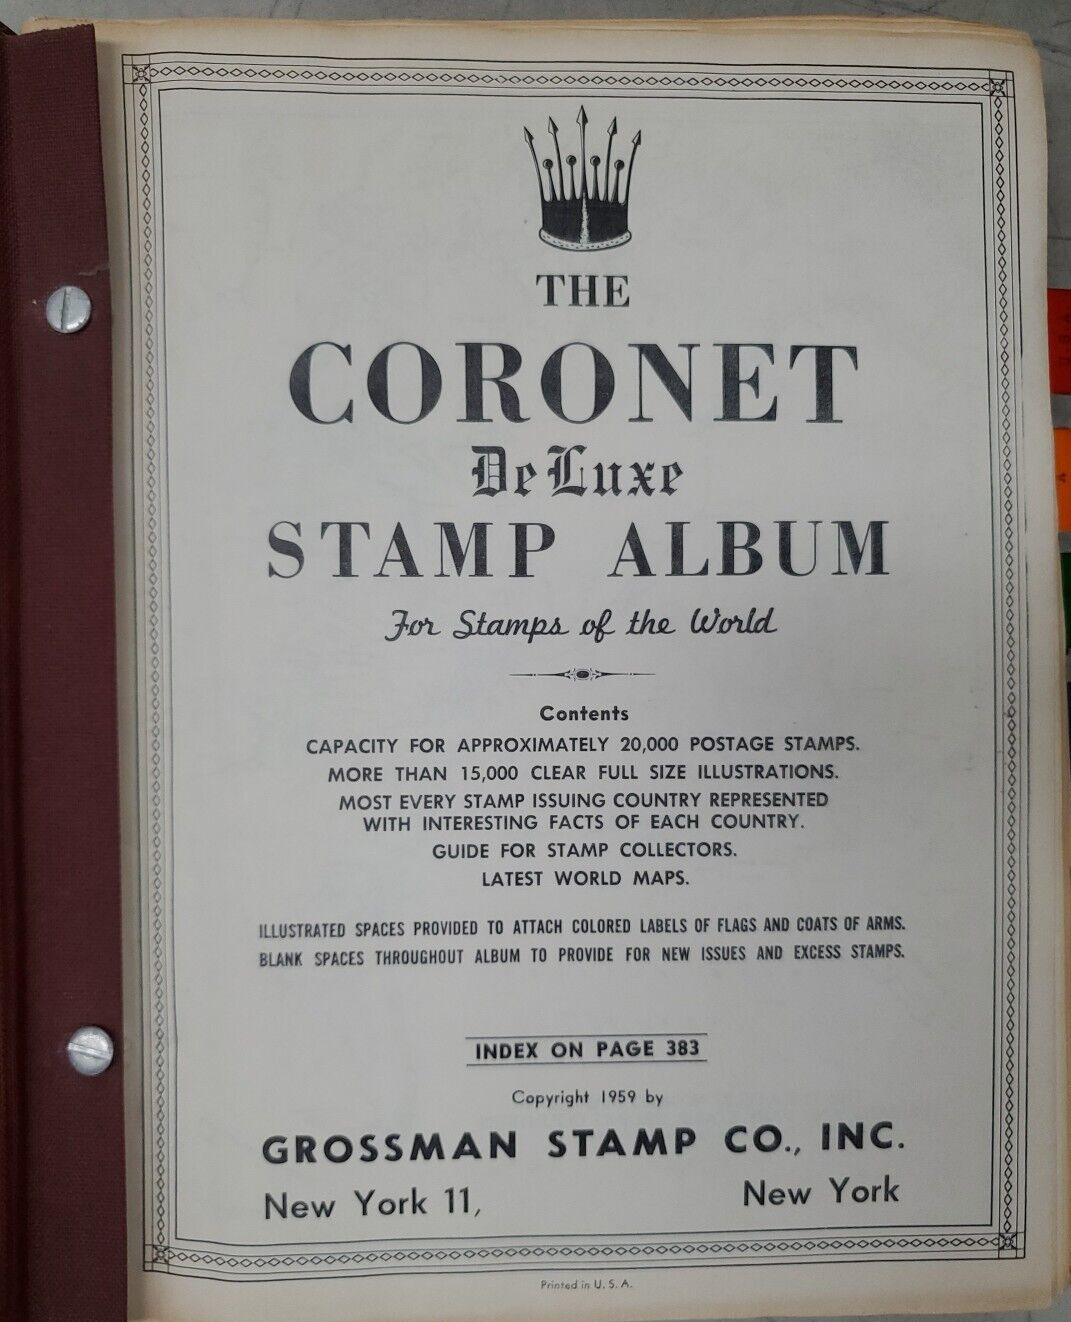 THE
CORONET
De Luxe
STAMP ALBUM
For Stamps of the World
Contents
CAPACITY FOR APPROXIMATELY 20,000 POSTAGE STAMPS.
MORE THAN 15,000 CLEAR FULL SIZE ILLUSTRATIONS.
MOST EVERY STAMP ISSUING COUNTRY REPRESENTED
WITH INTERESTING FACTS OF EACH COUNTRY.
GUIDE FOR STAMP COLLECTORS.
LATEST WORLD MAPS.
ILLUSTRATED SPACES PROVIDED TO ATTACH COLORED LABELS OF FLAGS AND COATS OF ARMS.
BLANK SPACES THROUGHOUT ALBUM TO PROVIDE FOR NEW ISSUES AND EXCESS STAMPS.
INDEX ON PAGE 383
Copyright 1959 by
GROSSMAN STAMP CO., INC.
New York 11, New York
Printed in U. S. A.